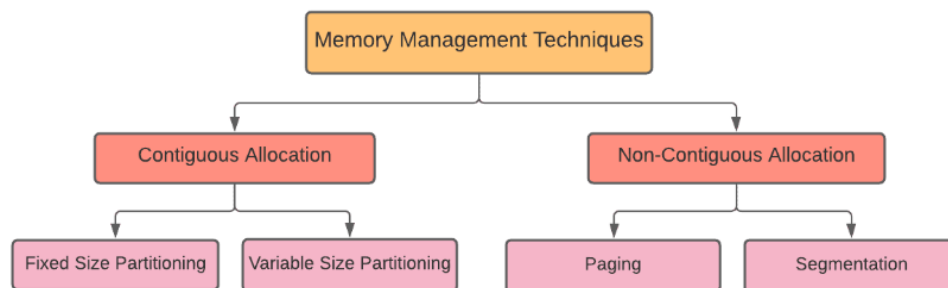 Memory Management Techniques
Contiguous Allocation
Non-Contiguous Allocation
Fixed Size Partitioning
Variable Size Partitioning
Paging
Segmentation